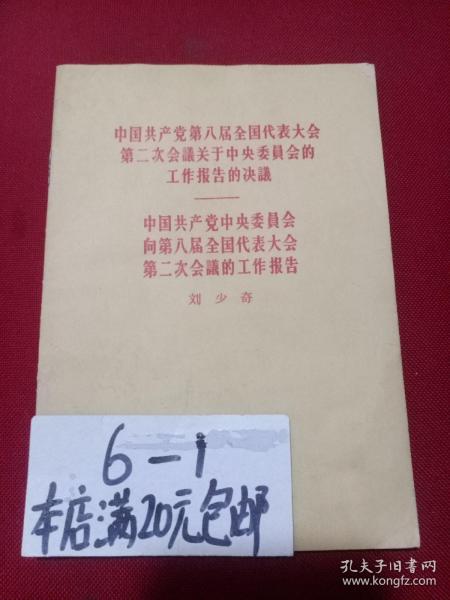 中国共产党第八届全国代表大会
第二次会議关于中央委員会的
工作报告的决議
中国共产党中央委員会
向第八届全国代表大会
第二次会議的工作报告
刘少奇
6-1
本店满20元包邮
孔夫子旧书网
www.kongfz.com